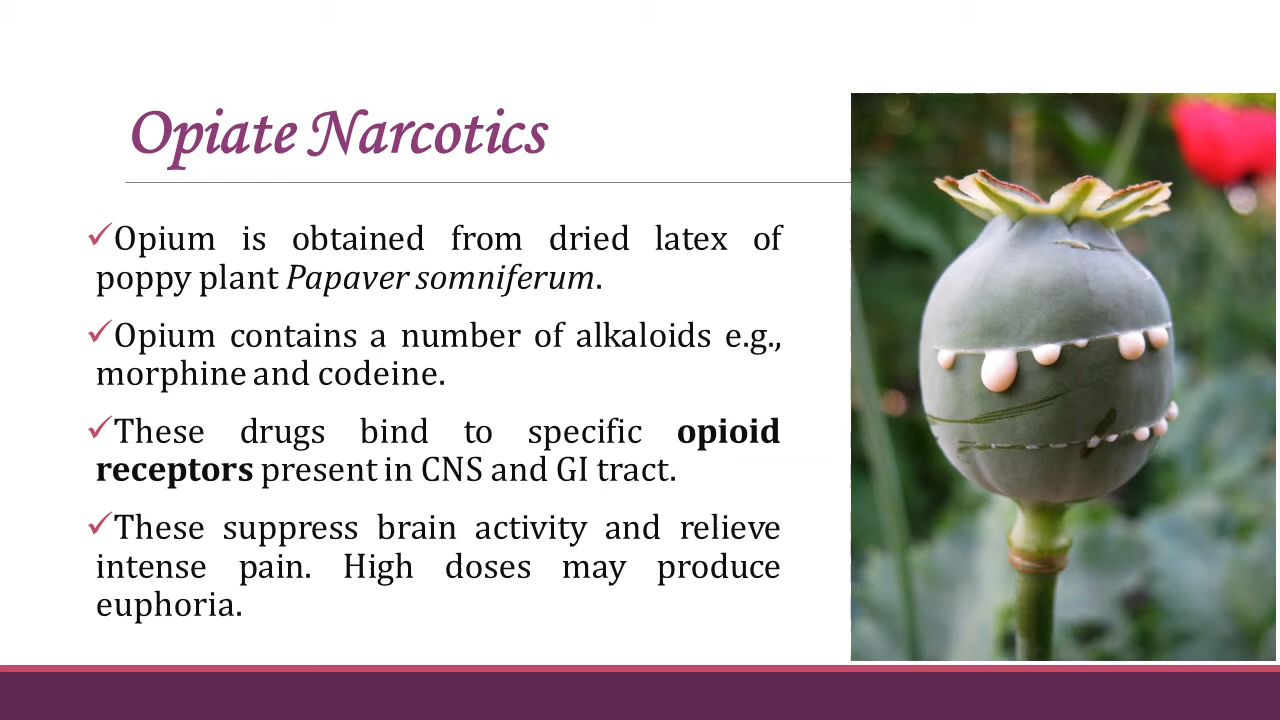 Opiate Narcotics
✓Opium is obtained from dried latex of
poppy plant Papaver somniferum.
✓Opium contains a number of alkaloids e.g.,
morphine and codeine.
✓These drugs bind to specific opioid
receptors present in CNS and GI tract.
✓These suppress brain activity and relieve
intense pain. High doses may produce
euphoria.